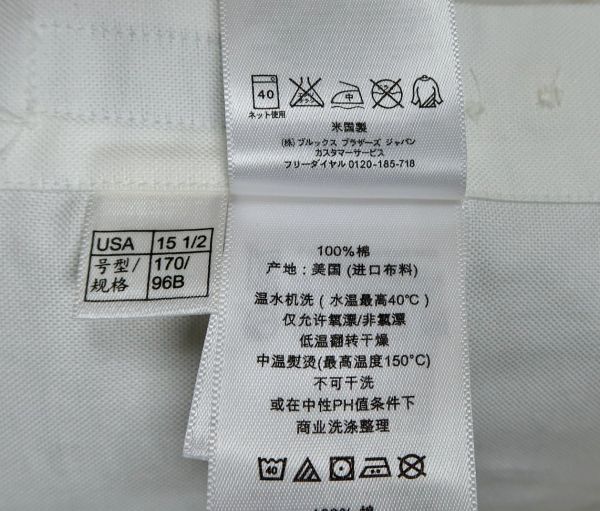 40
中
ネット使用
米国製
(株) ブルックス ブラザーズ ジャパン
カスタマーサービス
フリーダイヤル 0120-185-718
USA 15 1/2
号型/规格 170/96B
100%棉
产地: 美国 (进口布料)
温水机洗 ( 水温最高40℃)
仅允许氧漂/非氯漂
低温翻转干燥
中温熨烫(最高温度150℃)
不可干洗
或在中性PH值条件下
商业洗涤整理
40
100% 棉